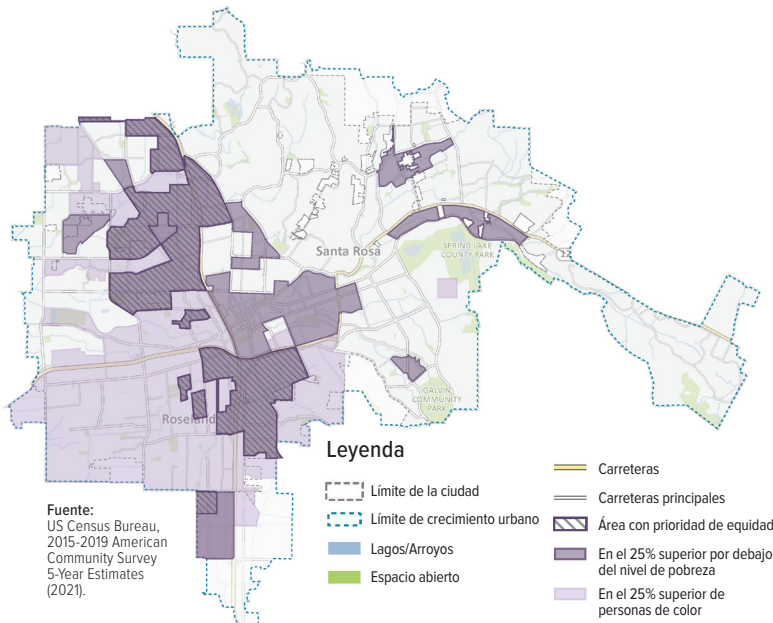 Santa Rosa
SPRING LAKE
COUNTY PARK
12
GALVIN
COMMUNITY
PARK
Roseland
Leyenda
Límite de la ciudad
Límite de crecimiento urbano
Lagos/Arroyos
Espacio abierto
Carreteras
Carreteras principales
Área con prioridad de equidad
En el 25% superior por debajo
del nivel de pobreza
En el 25% superior de
personas de color
Fuente:
US Census Bureau,
2015-2019 American
Community Survey
5-Year Estimates
(2021).